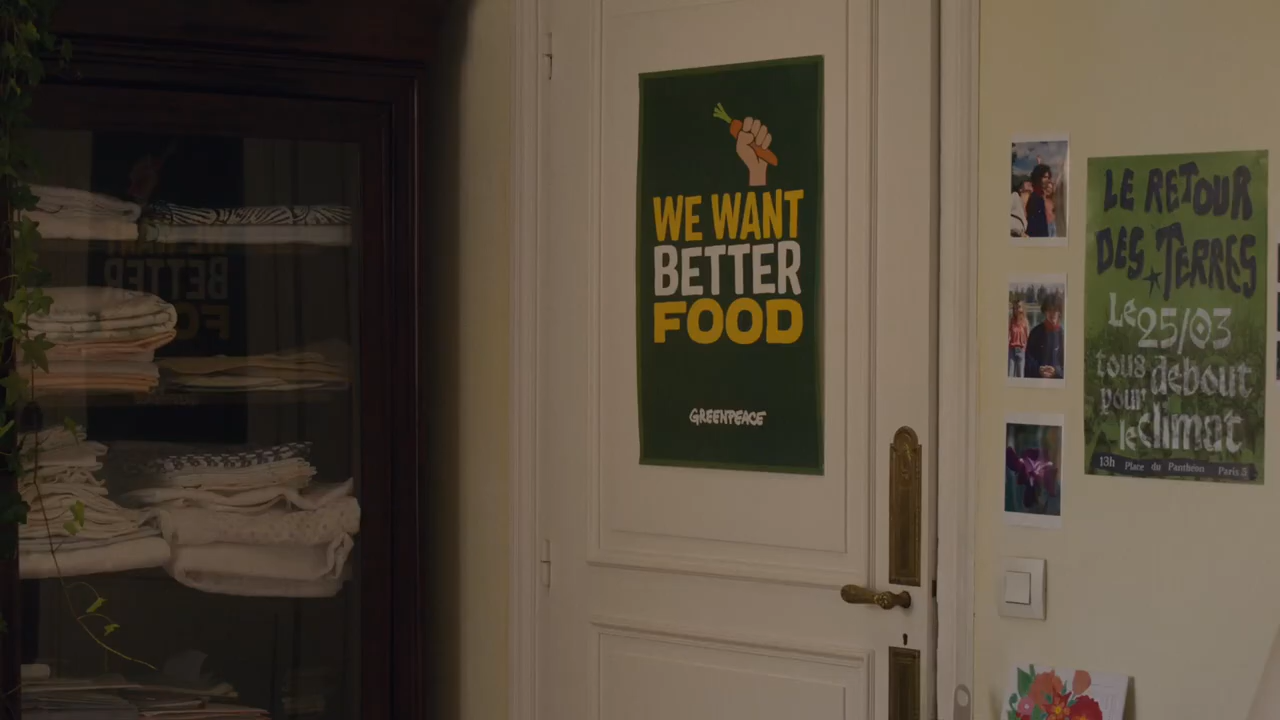 WE WANT
BETTER
FOOD
GREENPEACE
LE RETOUR
DES TERRES
Le 25/03
tous debout
pour
le climat
13h Place du Panthéon Paris 5